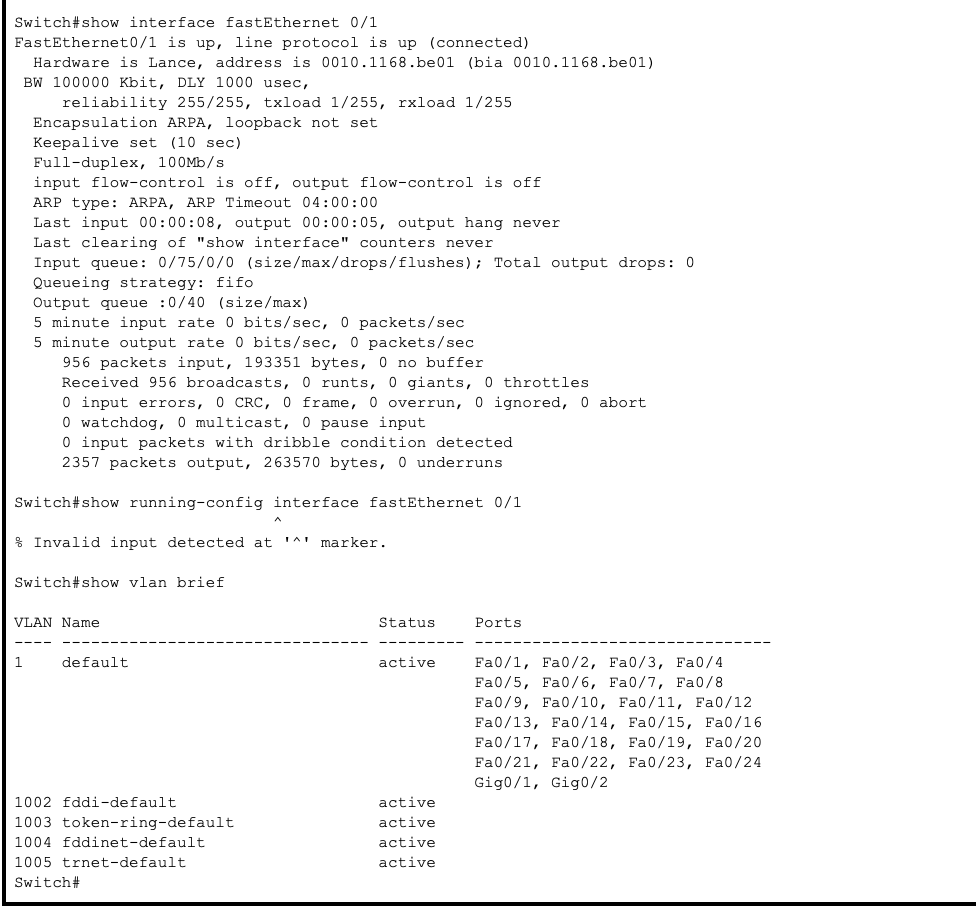 Switch#show interface fastEthernet 0/1
FastEthernet0/1 is up, line protocol is up (connected)
  Hardware is Lance, address is 0010.1168.be01 (bia 0010.1168.be01)
 BW 100000 Kbit, DLY 1000 usec,
     reliability 255/255, txload 1/255, rxload 1/255
  Encapsulation ARPA, loopback not set
  Keepalive set (10 sec)
  Full-duplex, 100Mb/s
  input flow-control is off, output flow-control is off
  ARP type: ARPA, ARP Timeout 04:00:00
  Last input 00:00:08, output 00:00:05, output hang never
  Last clearing of "show interface" counters never
  Input queue: 0/75/0/0 (size/max/drops/flushes); Total output drops: 0
  Queueing strategy: fifo
  Output queue :0/40 (size/max)
  5 minute input rate 0 bits/sec, 0 packets/sec
  5 minute output rate 0 bits/sec, 0 packets/sec
     956 packets input, 193351 bytes, 0 no buffer
     Received 956 broadcasts, 0 runts, 0 giants, 0 throttles
     0 input errors, 0 CRC, 0 frame, 0 overrun, 0 ignored, 0 abort
     0 watchdog, 0 multicast, 0 pause input
     0 input packets with dribble condition detected
     2357 packets output, 263570 bytes, 0 underruns

Switch#show running-config interface fastEthernet 0/1
                           ^
% Invalid input detected at '^' marker.

Switch#show vlan brief

VLAN Name                             Status    Ports
---- -------------------------------- --------- -------------------------------
1    default                          active    Fa0/1, Fa0/2, Fa0/3, Fa0/4
                                                Fa0/5, Fa0/6, Fa0/7, Fa0/8
                                                Fa0/9, Fa0/10, Fa0/11, Fa0/12
                                                Fa0/13, Fa0/14, Fa0/15, Fa0/16
                                                Fa0/17, Fa0/18, Fa0/19, Fa0/20
                                                Fa0/21, Fa0/22, Fa0/23, Fa0/24
                                                Gig0/1, Gig0/2
1002 fddi-default                     active
1003 token-ring-default               active
1004 fddinet-default                  active
1005 trnet-default                    active
Switch#